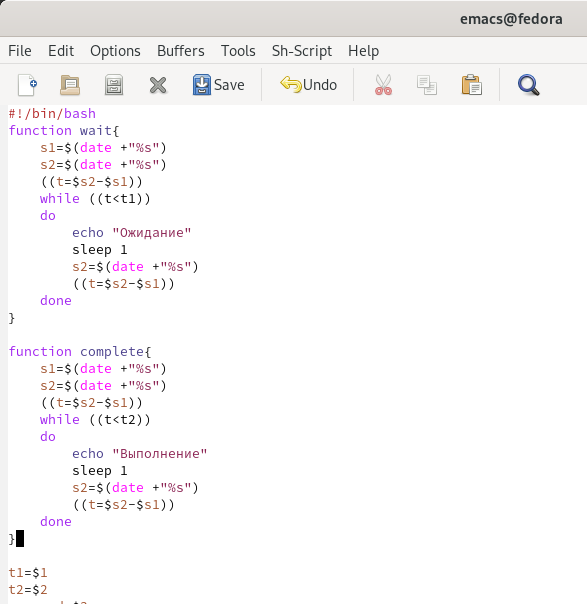 emacs@fedora
File Edit Options Buffers Tools Sh-Script Help
Save Undo
#!/bin/bash
function wait{
    s1=$(date +"%s")
    s2=$(date +"%s")
    ((t=$s2-$s1))
    while ((t<t1))
    do
        echo "Ожидание"
        sleep 1
        s2=$(date +"%s")
        ((t=$s2-$s1))
    done
}

function complete{
    s1=$(date +"%s")
    s2=$(date +"%s")
    ((t=$s2-$s1))
    while ((t<t2))
    do
        echo "Выполнение"
        sleep 1
        s2=$(date +"%s")
        ((t=$s2-$s1))
    done
}

t1=$1
t2=$2